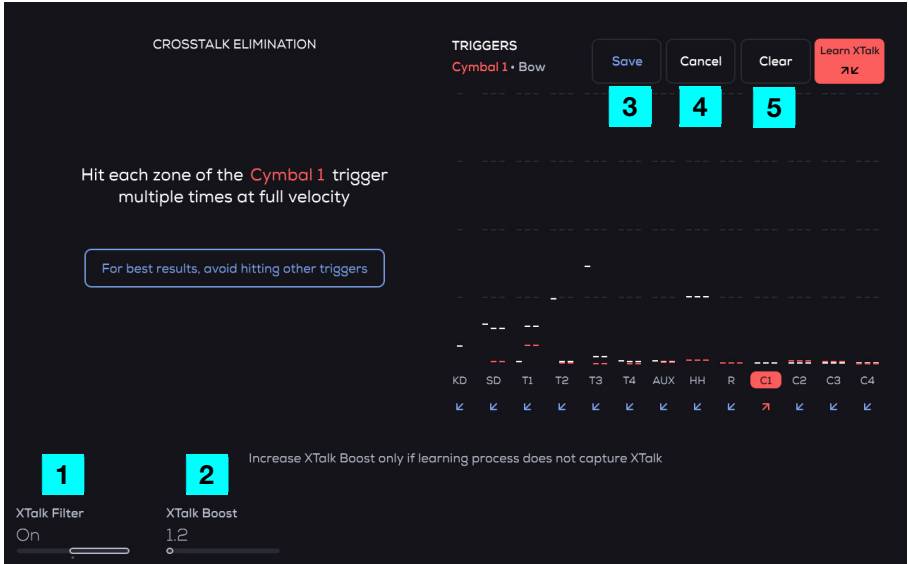 CROSSTALK ELIMINATION
TRIGGERS
Cymbal 1 • Bow
Save
Cancel
Clear
Learn XTalk
3
4
5
Hit each zone of the Cymbal 1 trigger
multiple times at full velocity
For best results, avoid hitting other triggers
KD SD T1 T2 T3 T4 AUX HH R C1 C2 C3 C4
Increase XTalk Boost only if learning process does not capture XTalk
1
2
XTalk Filter
On
XTalk Boost
1.2